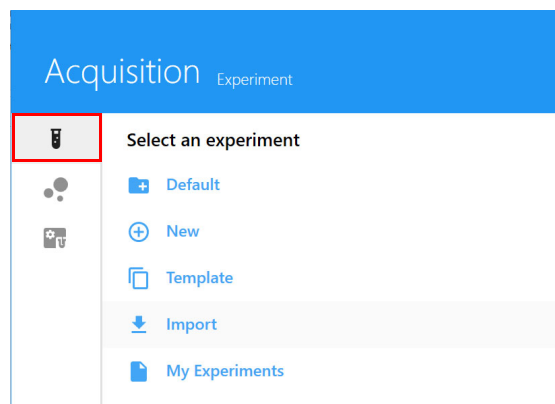 Acquisition Experiment
Select an experiment
Default
New
Template
Import
My Experiments